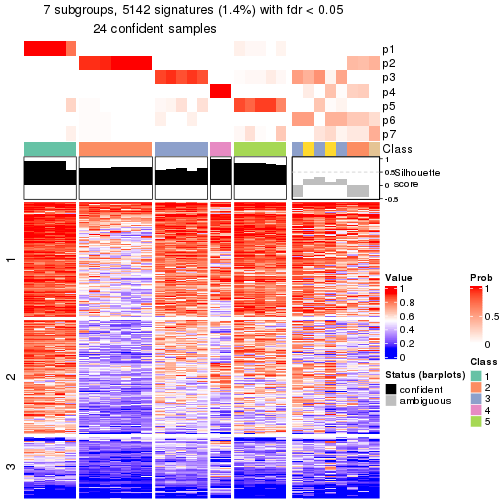 7 subgroups, 5142 signatures (1.4%) with fdr < 0.05
24 confident samples
p1
p2
p3
p4
p5
p6
p7
Class
1
0.5
0
-0.5
Silhouette
score
1
2
3
Value
1
0.8
0.6
0.4
0.2
0
Status (barplots)
confident
ambiguous
Prob
1
0.5
0
Class
1
2
3
4
5